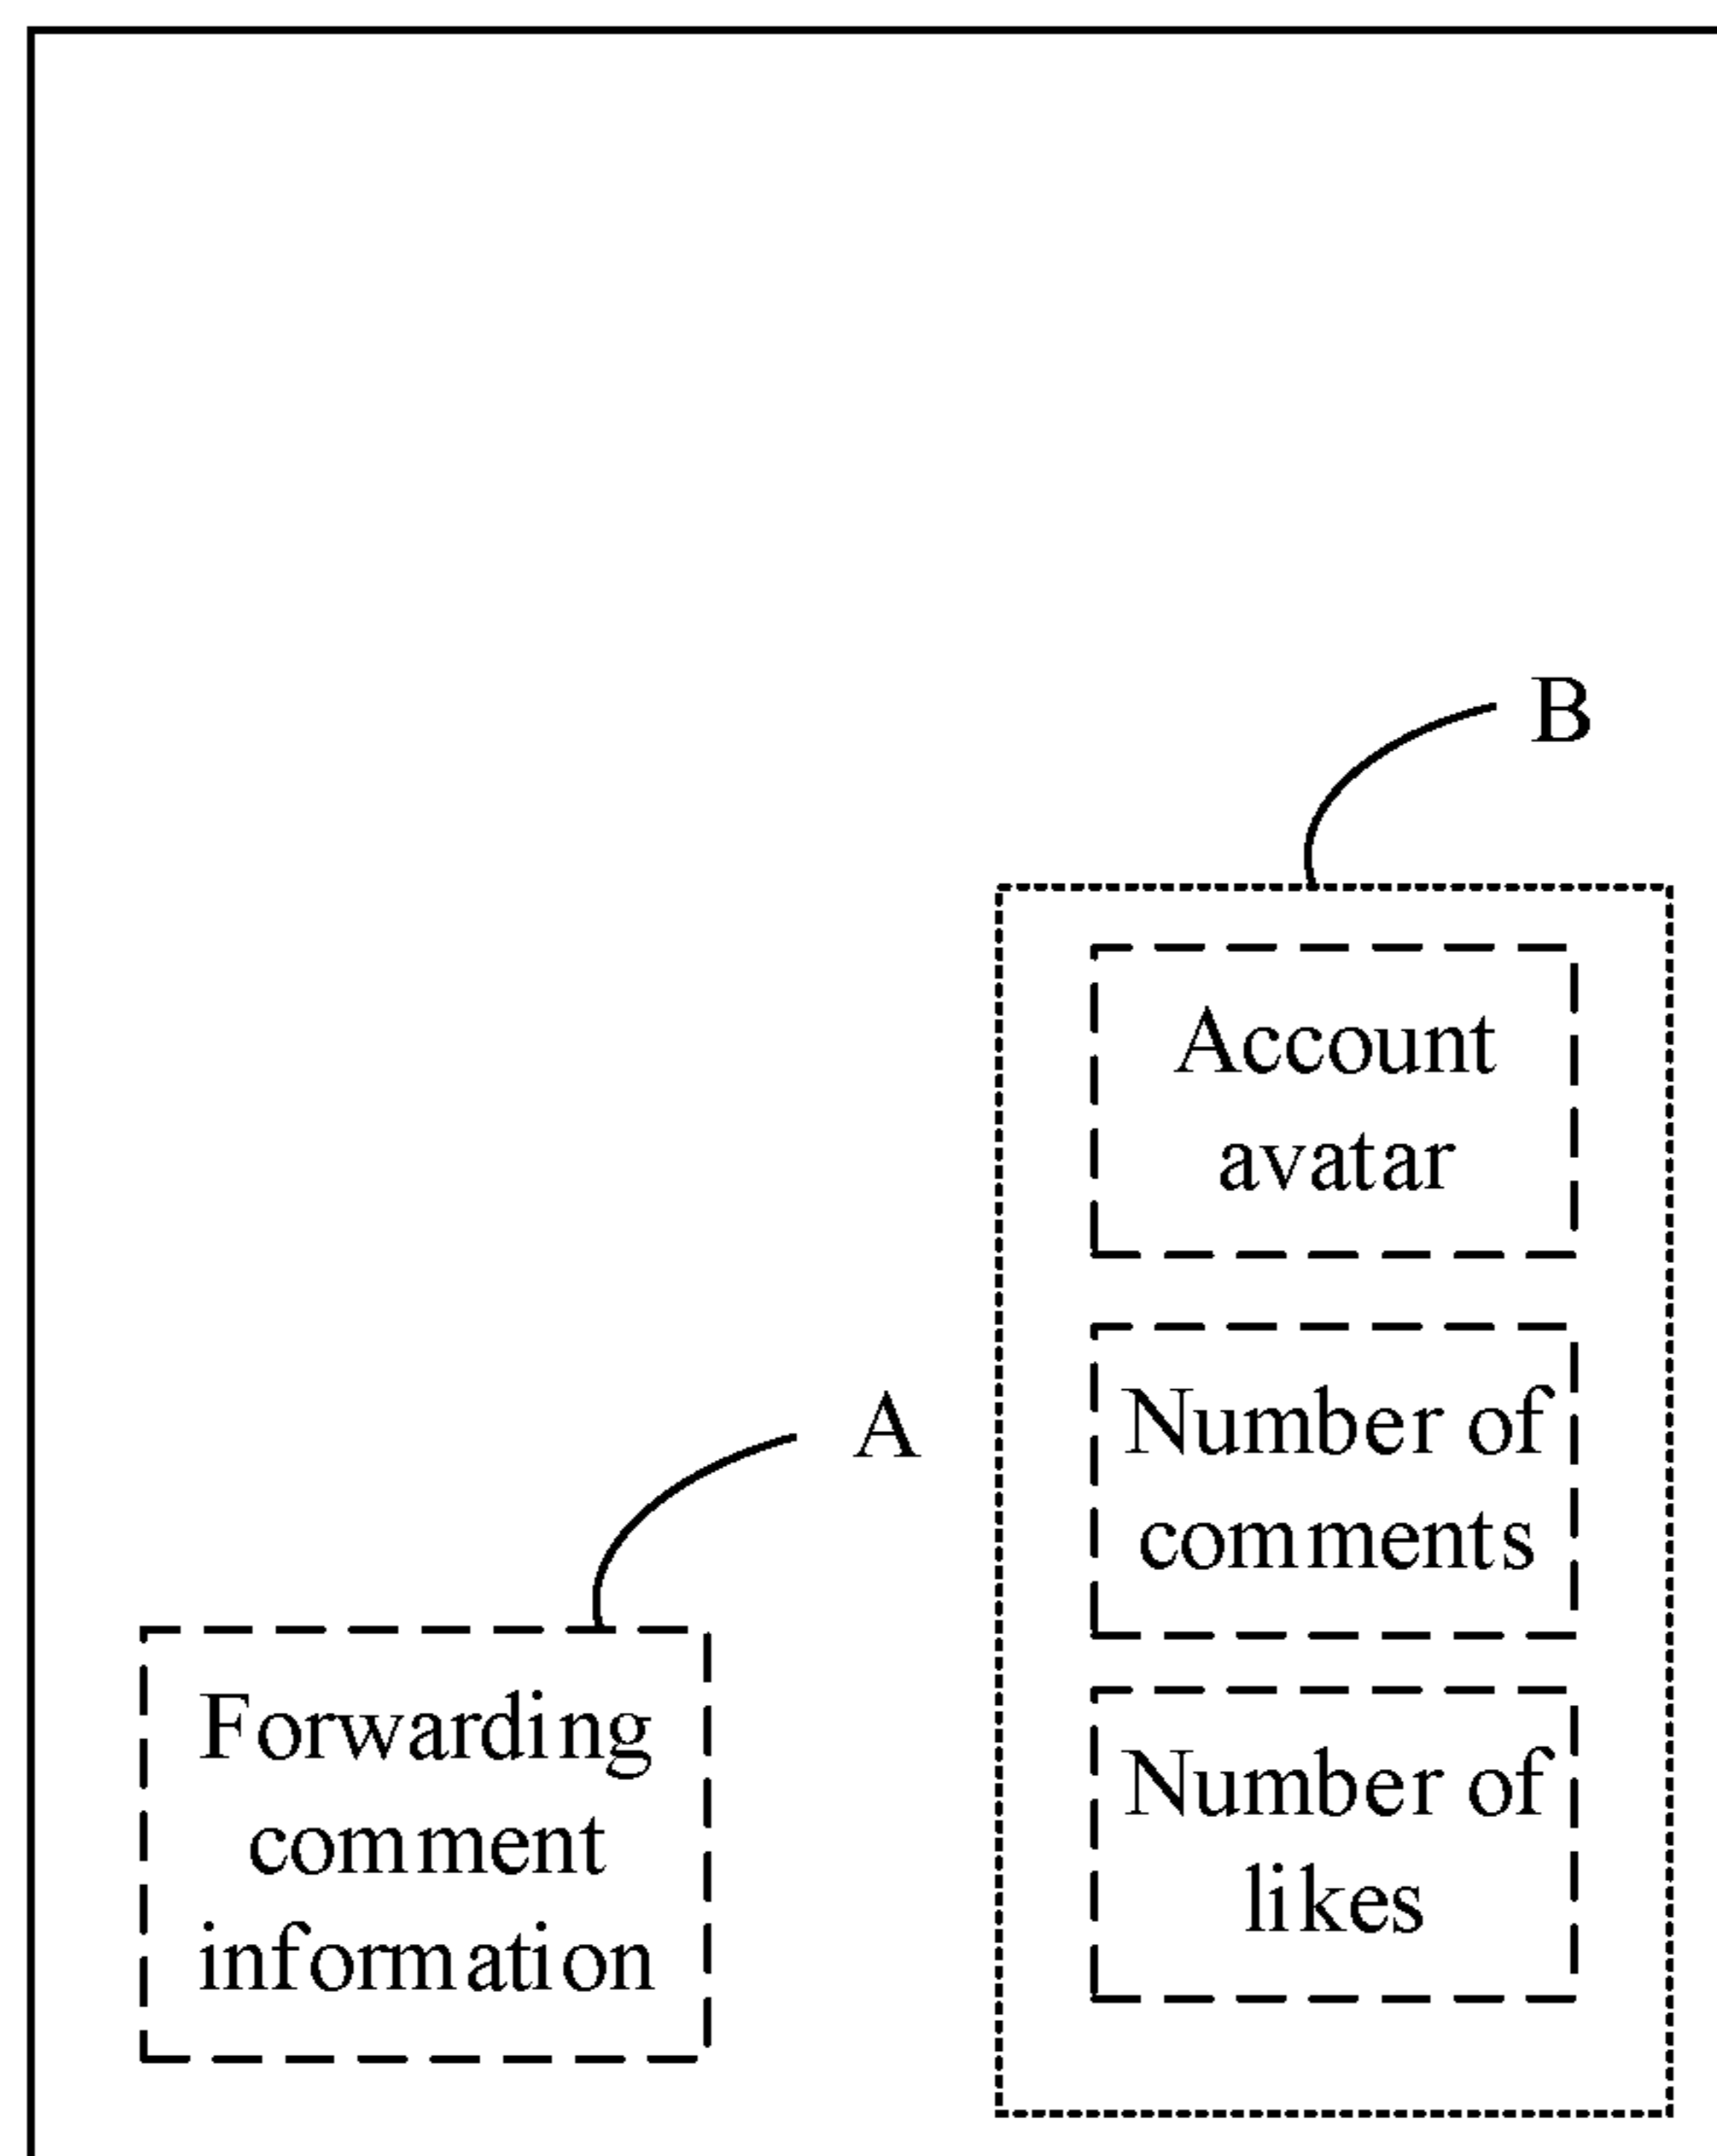 B
Account
avatar
Number of
comments
A
Number of
likes
Forwarding
comment
information